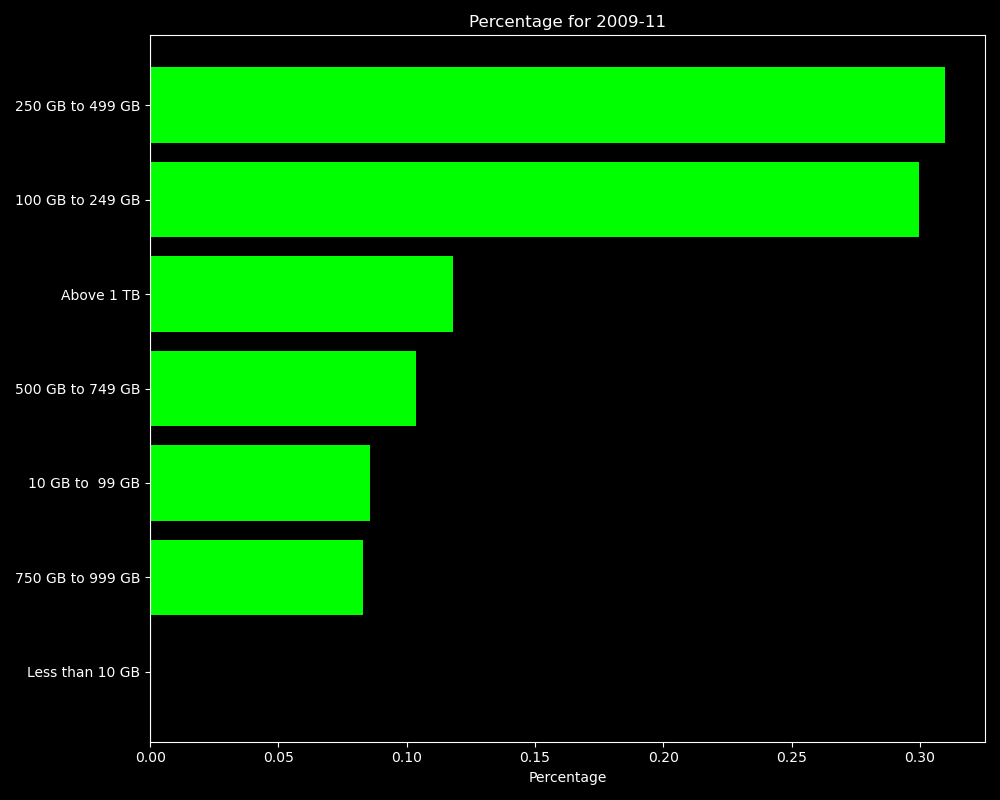 Percentage for 2009-11
250 GB to 499 GB
100 GB to 249 GB
Above 1 TB
500 GB to 749 GB
10 GB to  99 GB
750 GB to 999 GB
Less than 10 GB
0.00 0.05 0.10 0.15 0.20 0.25 0.30
Percentage